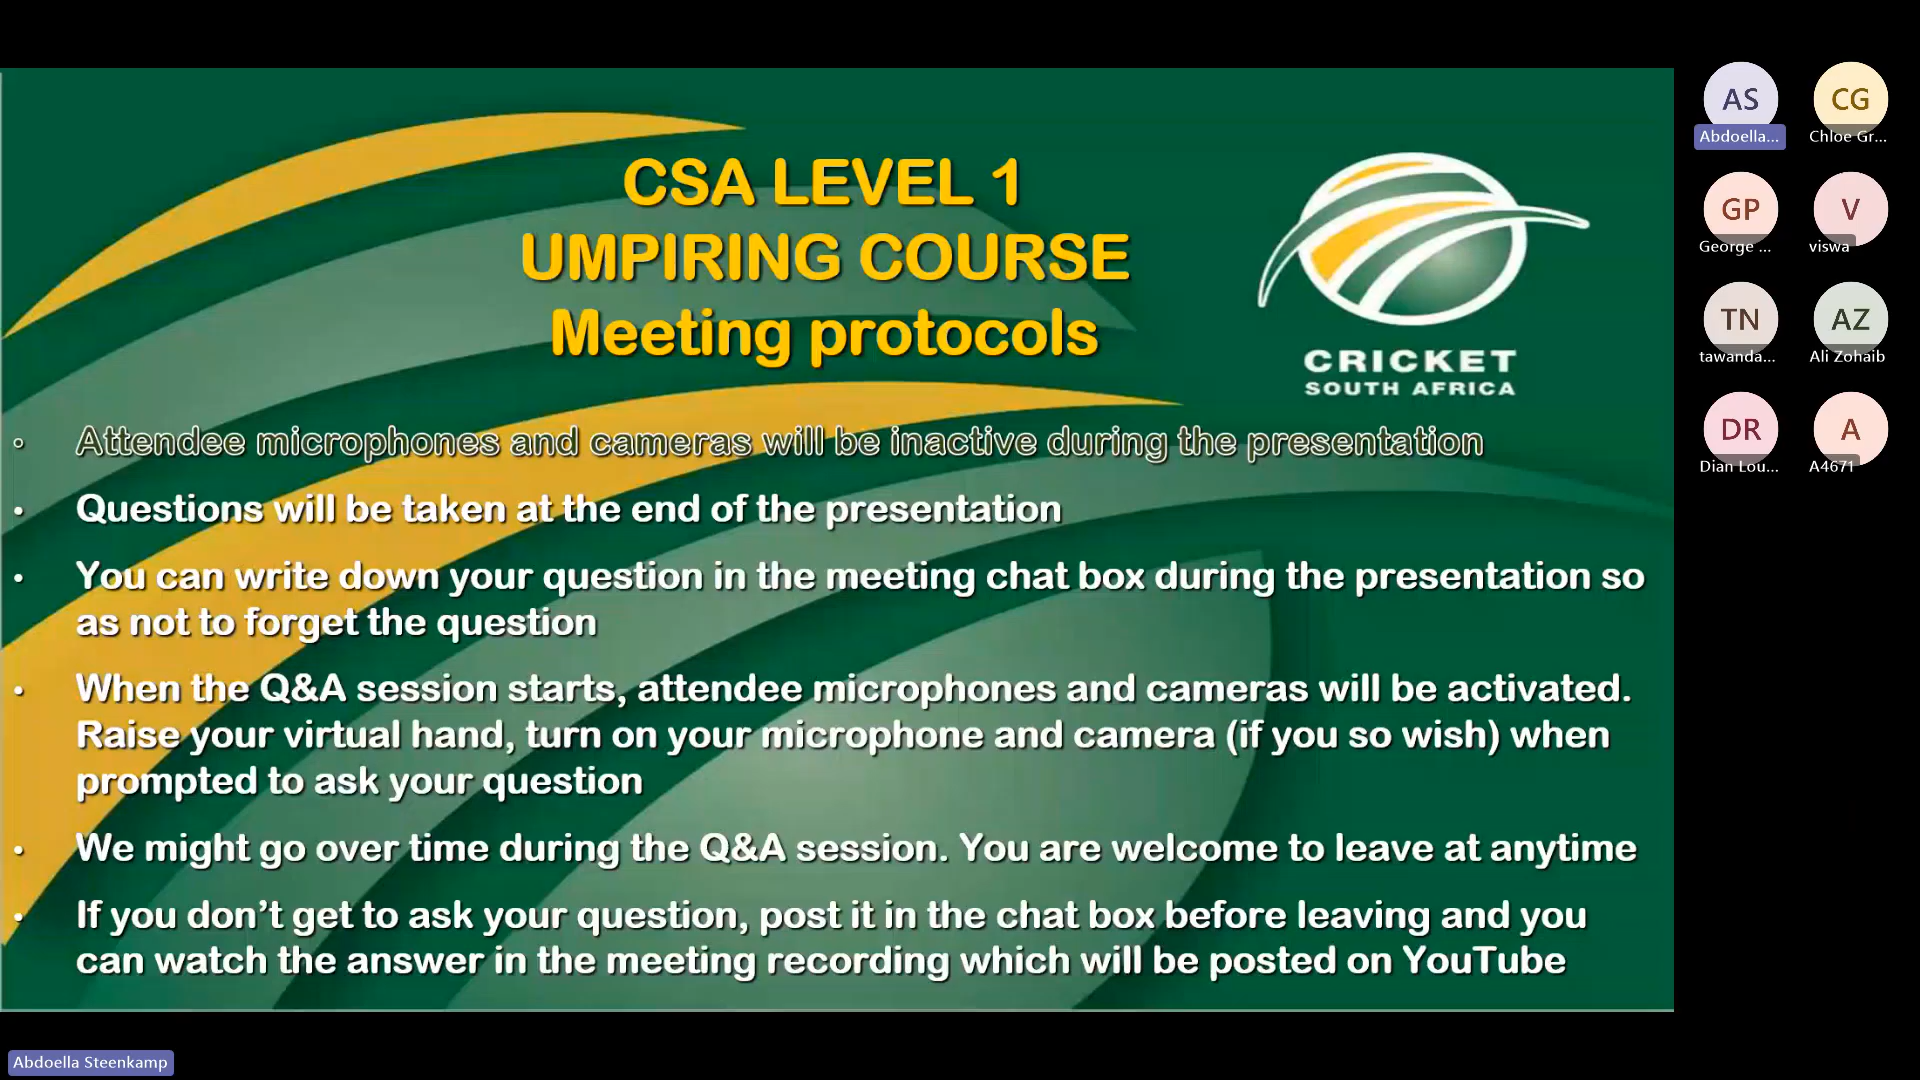 CSA LEVEL 1
UMPIRING COURSE
Meeting protocols
CRICKET
SOUTH AFRICA
• Attendee microphones and cameras will be inactive during the presentation
• Questions will be taken at the end of the presentation
• You can write down your question in the meeting chat box during the presentation so
as not to forget the question
• When the Q&A session starts, attendee microphones and cameras will be activated.
Raise your virtual hand, turn on your microphone and camera (if you so wish) when
prompted to ask your question
• We might go over time during the Q&A session. You are welcome to leave at anytime
• If you don’t get to ask your question, post it in the chat box before leaving and you
can watch the answer in the meeting recording which will be posted on YouTube
AS
Abdoella...
CG
Chloe Gr...
GP
George ...
V
viswa
TN
tawanda...
AZ
Ali Zohaib
DR
Dian Lou...
A
A4671
Abdoella Steenkamp